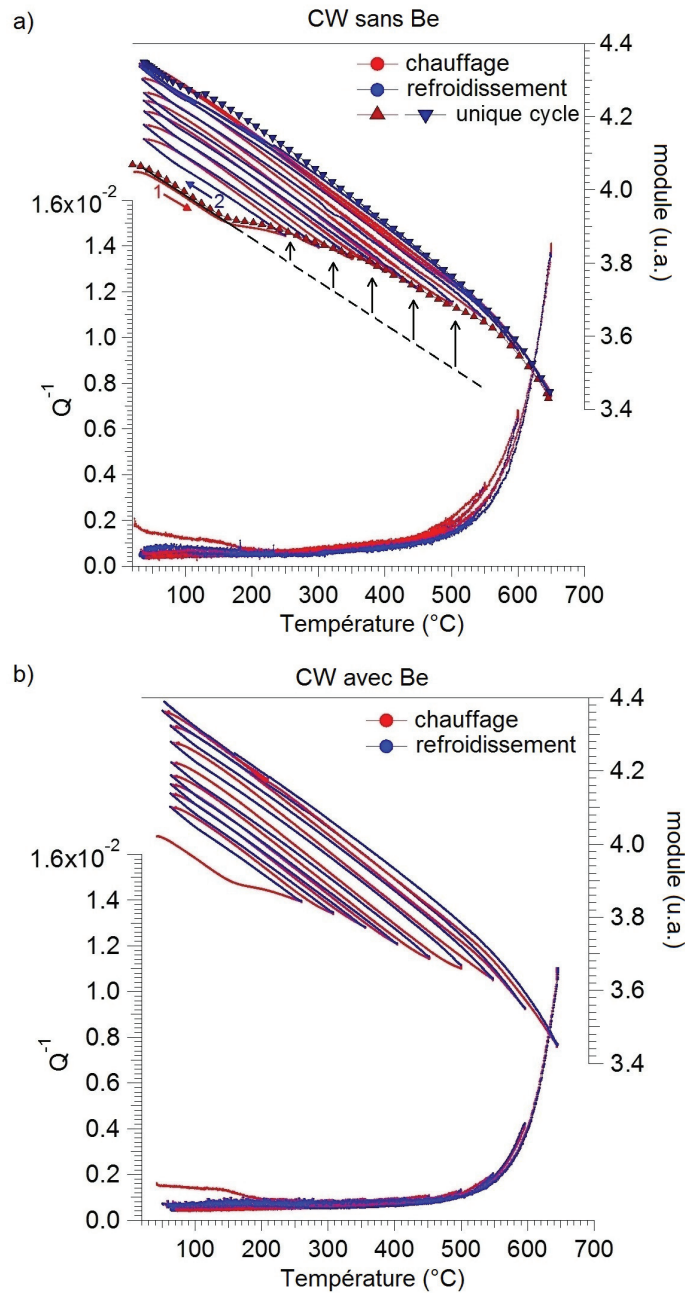 a)
CW sans Be
4.4
chauffage
refroidissement
unique cycle
4.2
4.0
module (u.a.)
3.8
3.6
3.4
1
2
1.6x10-2
1.4
1.2
1.0
0.8
0.6
0.4
0.2
0.0
Q-1
100 200 300 400 500 600 700
Température (°C)
b)
CW avec Be
4.4
chauffage
refroidissement
4.2
4.0
module (u.a.)
3.8
3.6
3.4
1.6x10-2
1.4
1.2
1.0
0.8
0.6
0.4
0.2
0.0
Q-1
100 200 300 400 500 600 700
Température (°C)